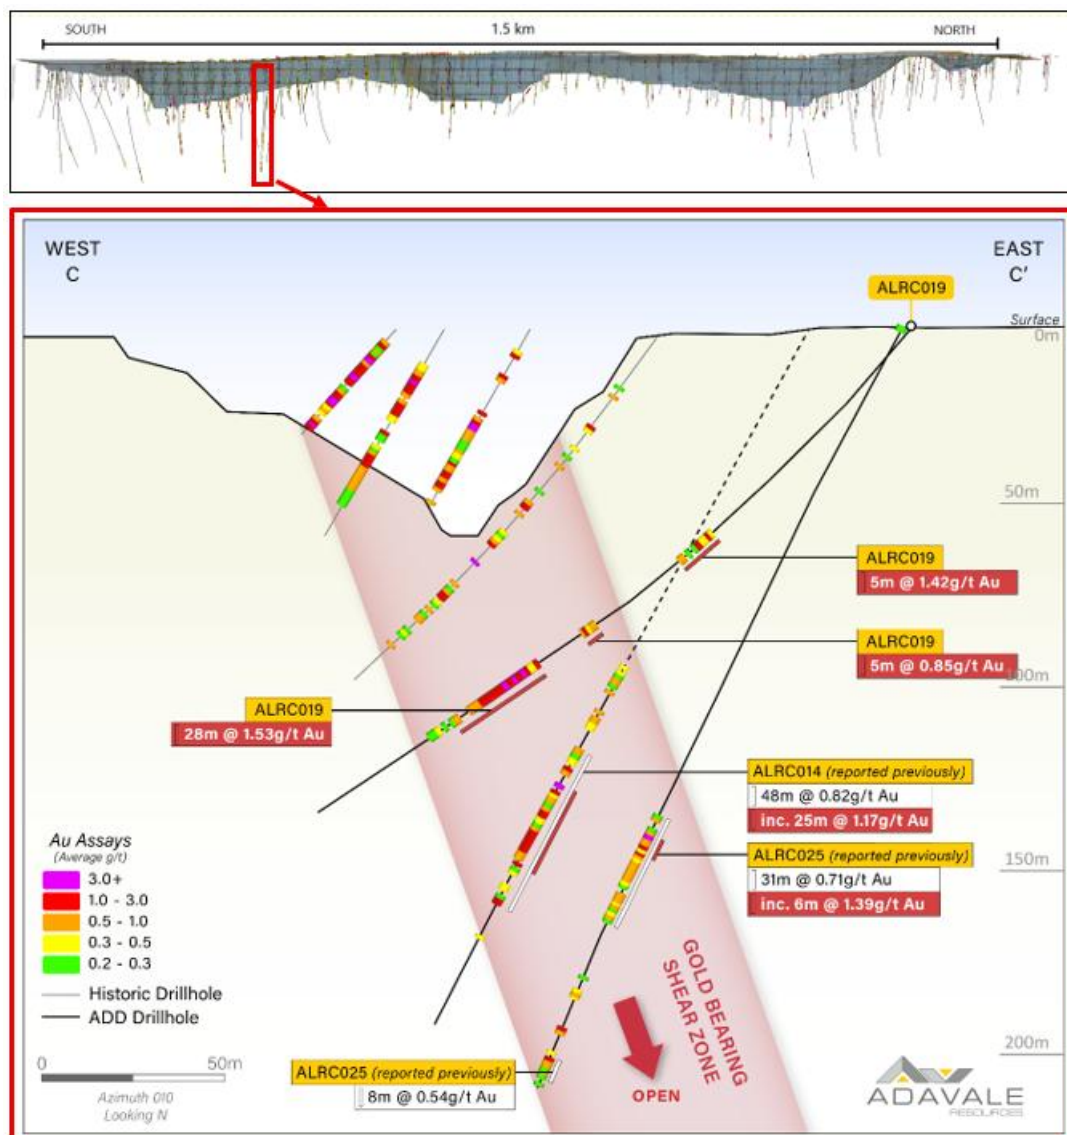 SOUTH
1.5 km
NORTH
WEST
C
EAST
C'
ALRC019
Surface
0m
50m
ALRC019
5m @ 1.42g/t Au
ALRC019
5m @ 0.85g/t Au
100m
ALRC019
28m @ 1.53g/t Au
ALRC014 (reported previously)
48m @ 0.82g/t Au
inc. 25m @ 1.17g/t Au
ALRC025 (reported previously)
31m @ 0.71g/t Au
inc. 6m @ 1.39g/t Au
150m
Au Assays
(Average g/t)
3.0+
1.0 - 3.0
0.5 - 1.0
0.3 - 0.5
0.2 - 0.3
Historic Drillhole
ADD Drillhole
0
50m
Azimuth 010
Looking N
GOLD BEARING
SHEAR ZONE
OPEN
200m
ALRC025 (reported previously)
8m @ 0.54g/t Au
ADAVALE
RESOURCES